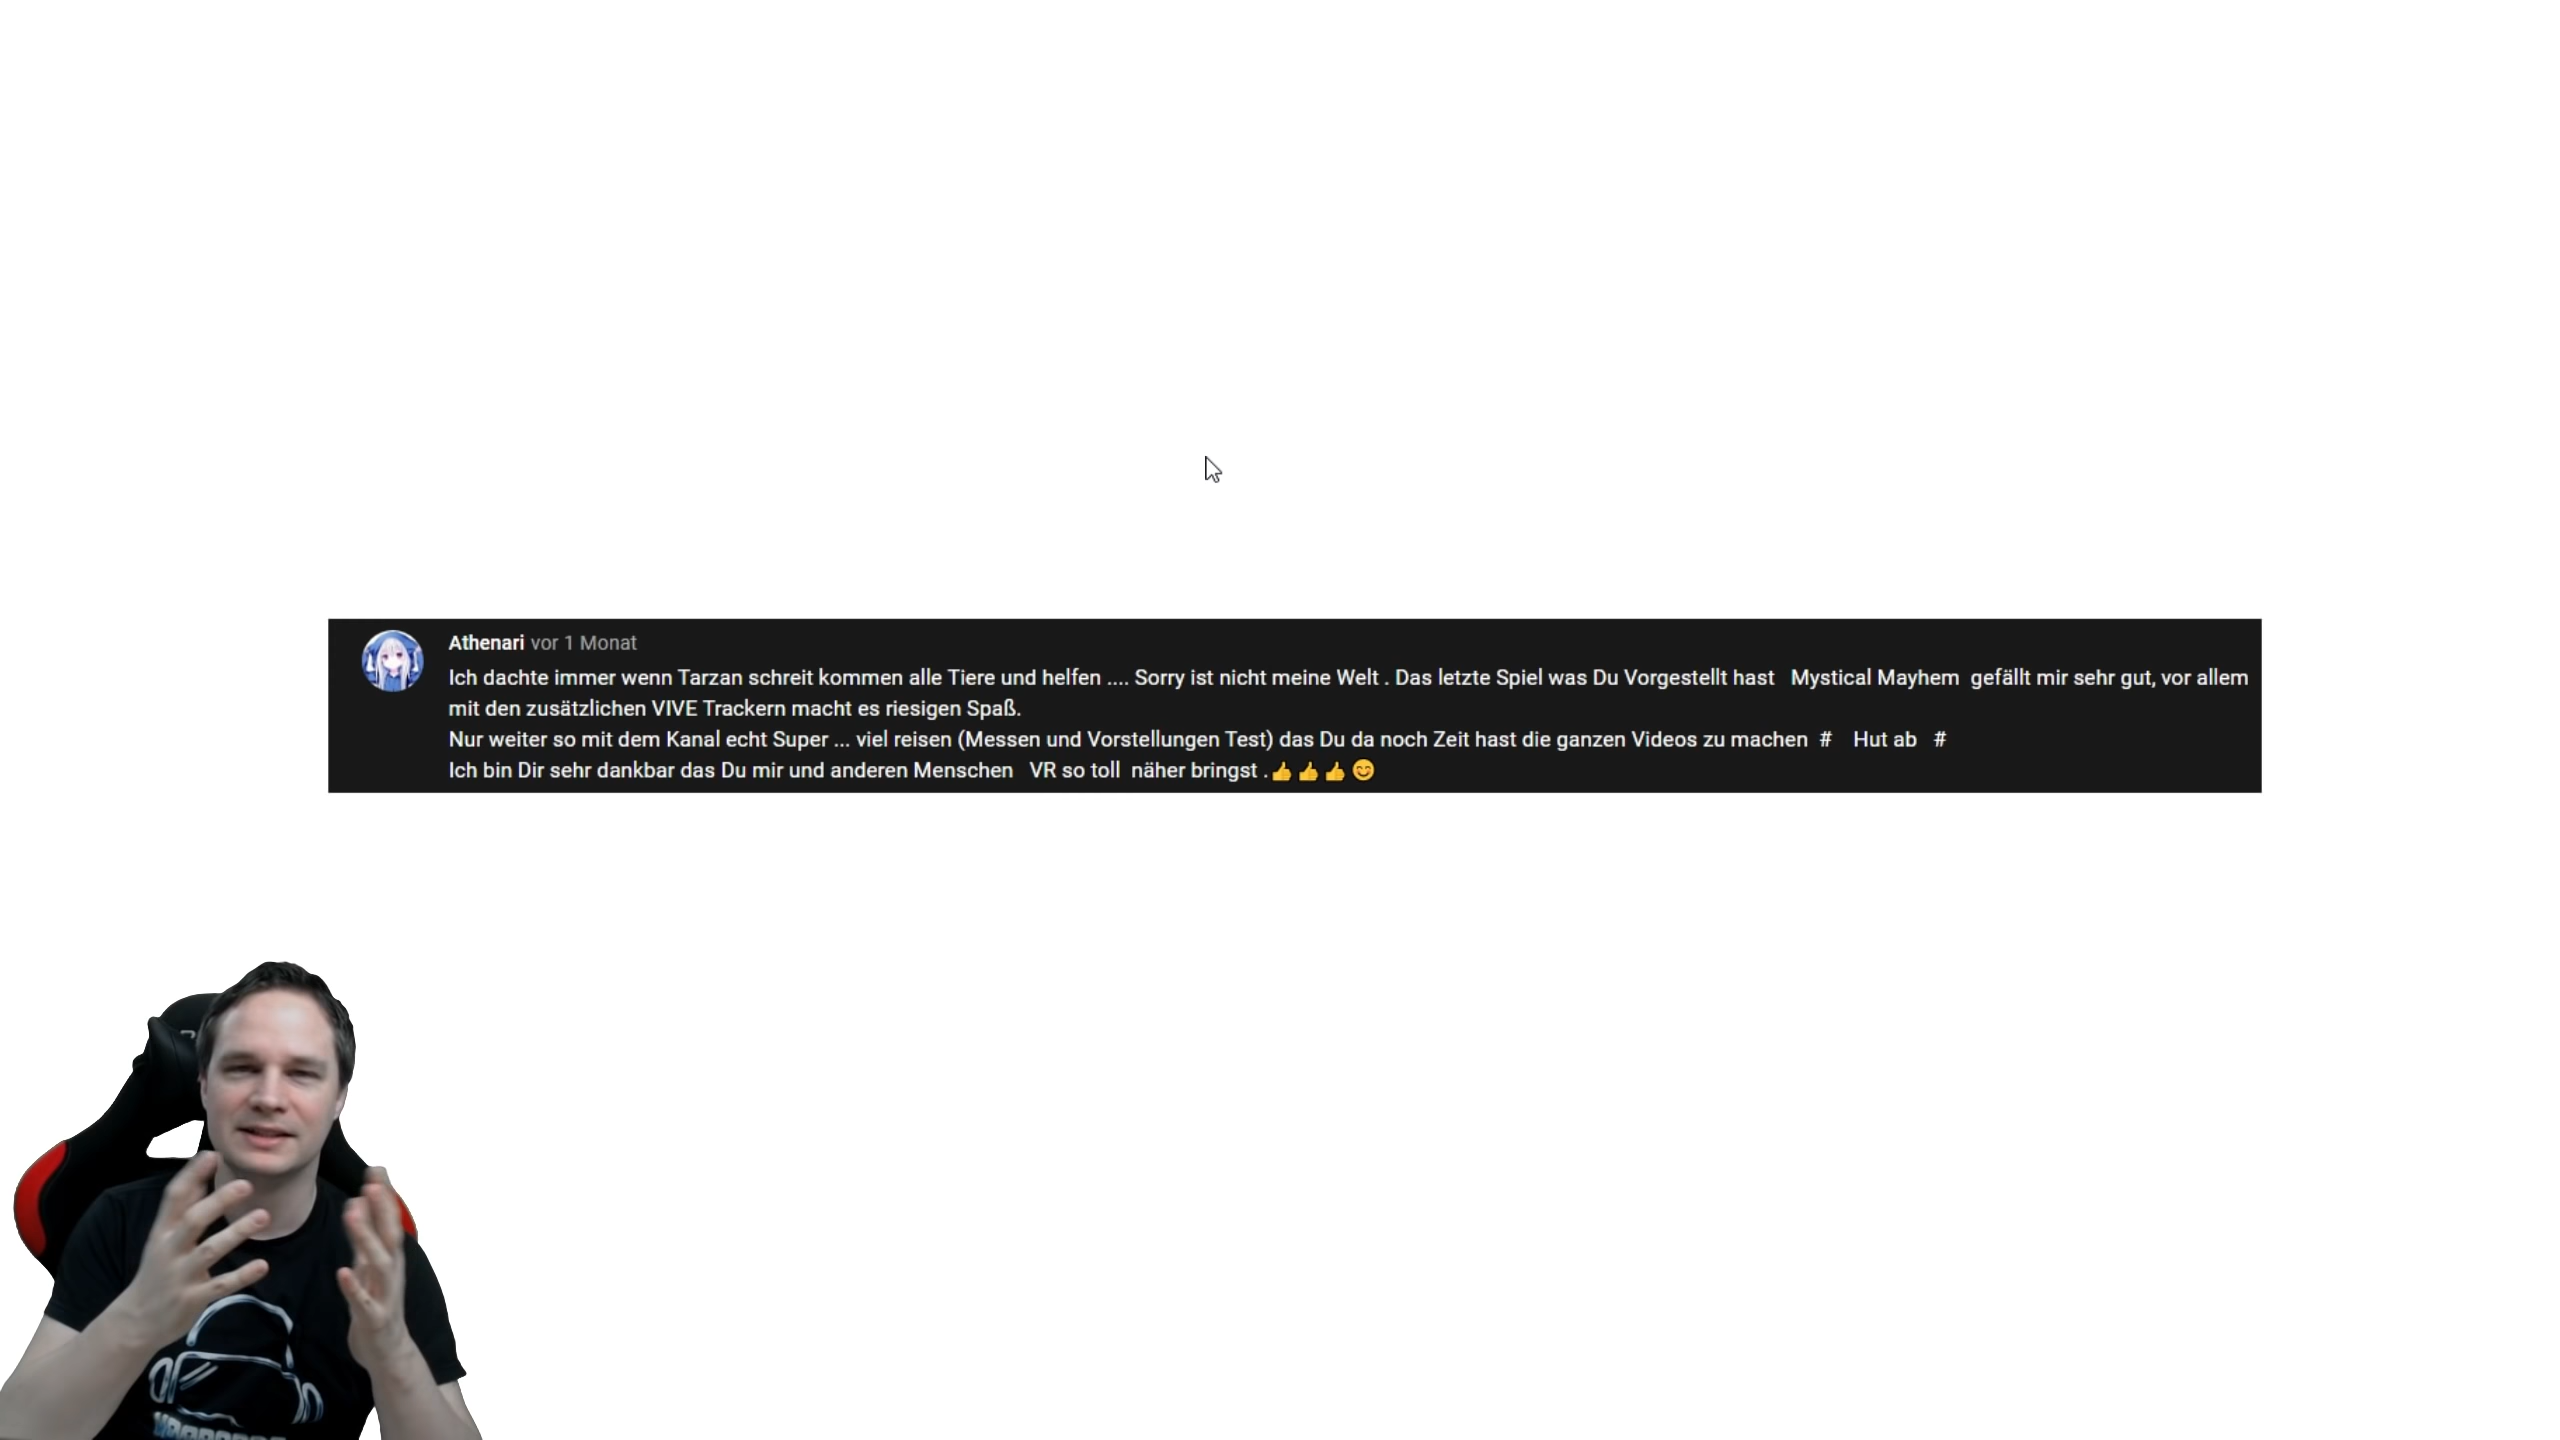 Athenari vor 1 Monat
Ich dachte immer wenn Tarzan schreit kommen alle Tiere und helfen .... Sorry ist nicht meine Welt . Das letzte Spiel was Du Vorgestellt hast Mystical Mayhem gefällt mir sehr gut, vor allem
mit den zusätzlichen VIVE Trackern macht es riesigen Spaß.
Nur weiter so mit dem Kanal echt Super ... viel reisen (Messen und Vorstellungen Test) das Du da noch Zeit hast die ganzen Videos zu machen # Hut ab #
Ich bin Dir sehr dankbar das Du mir und anderen Menschen VR so toll näher bringst .👍👍👍😊